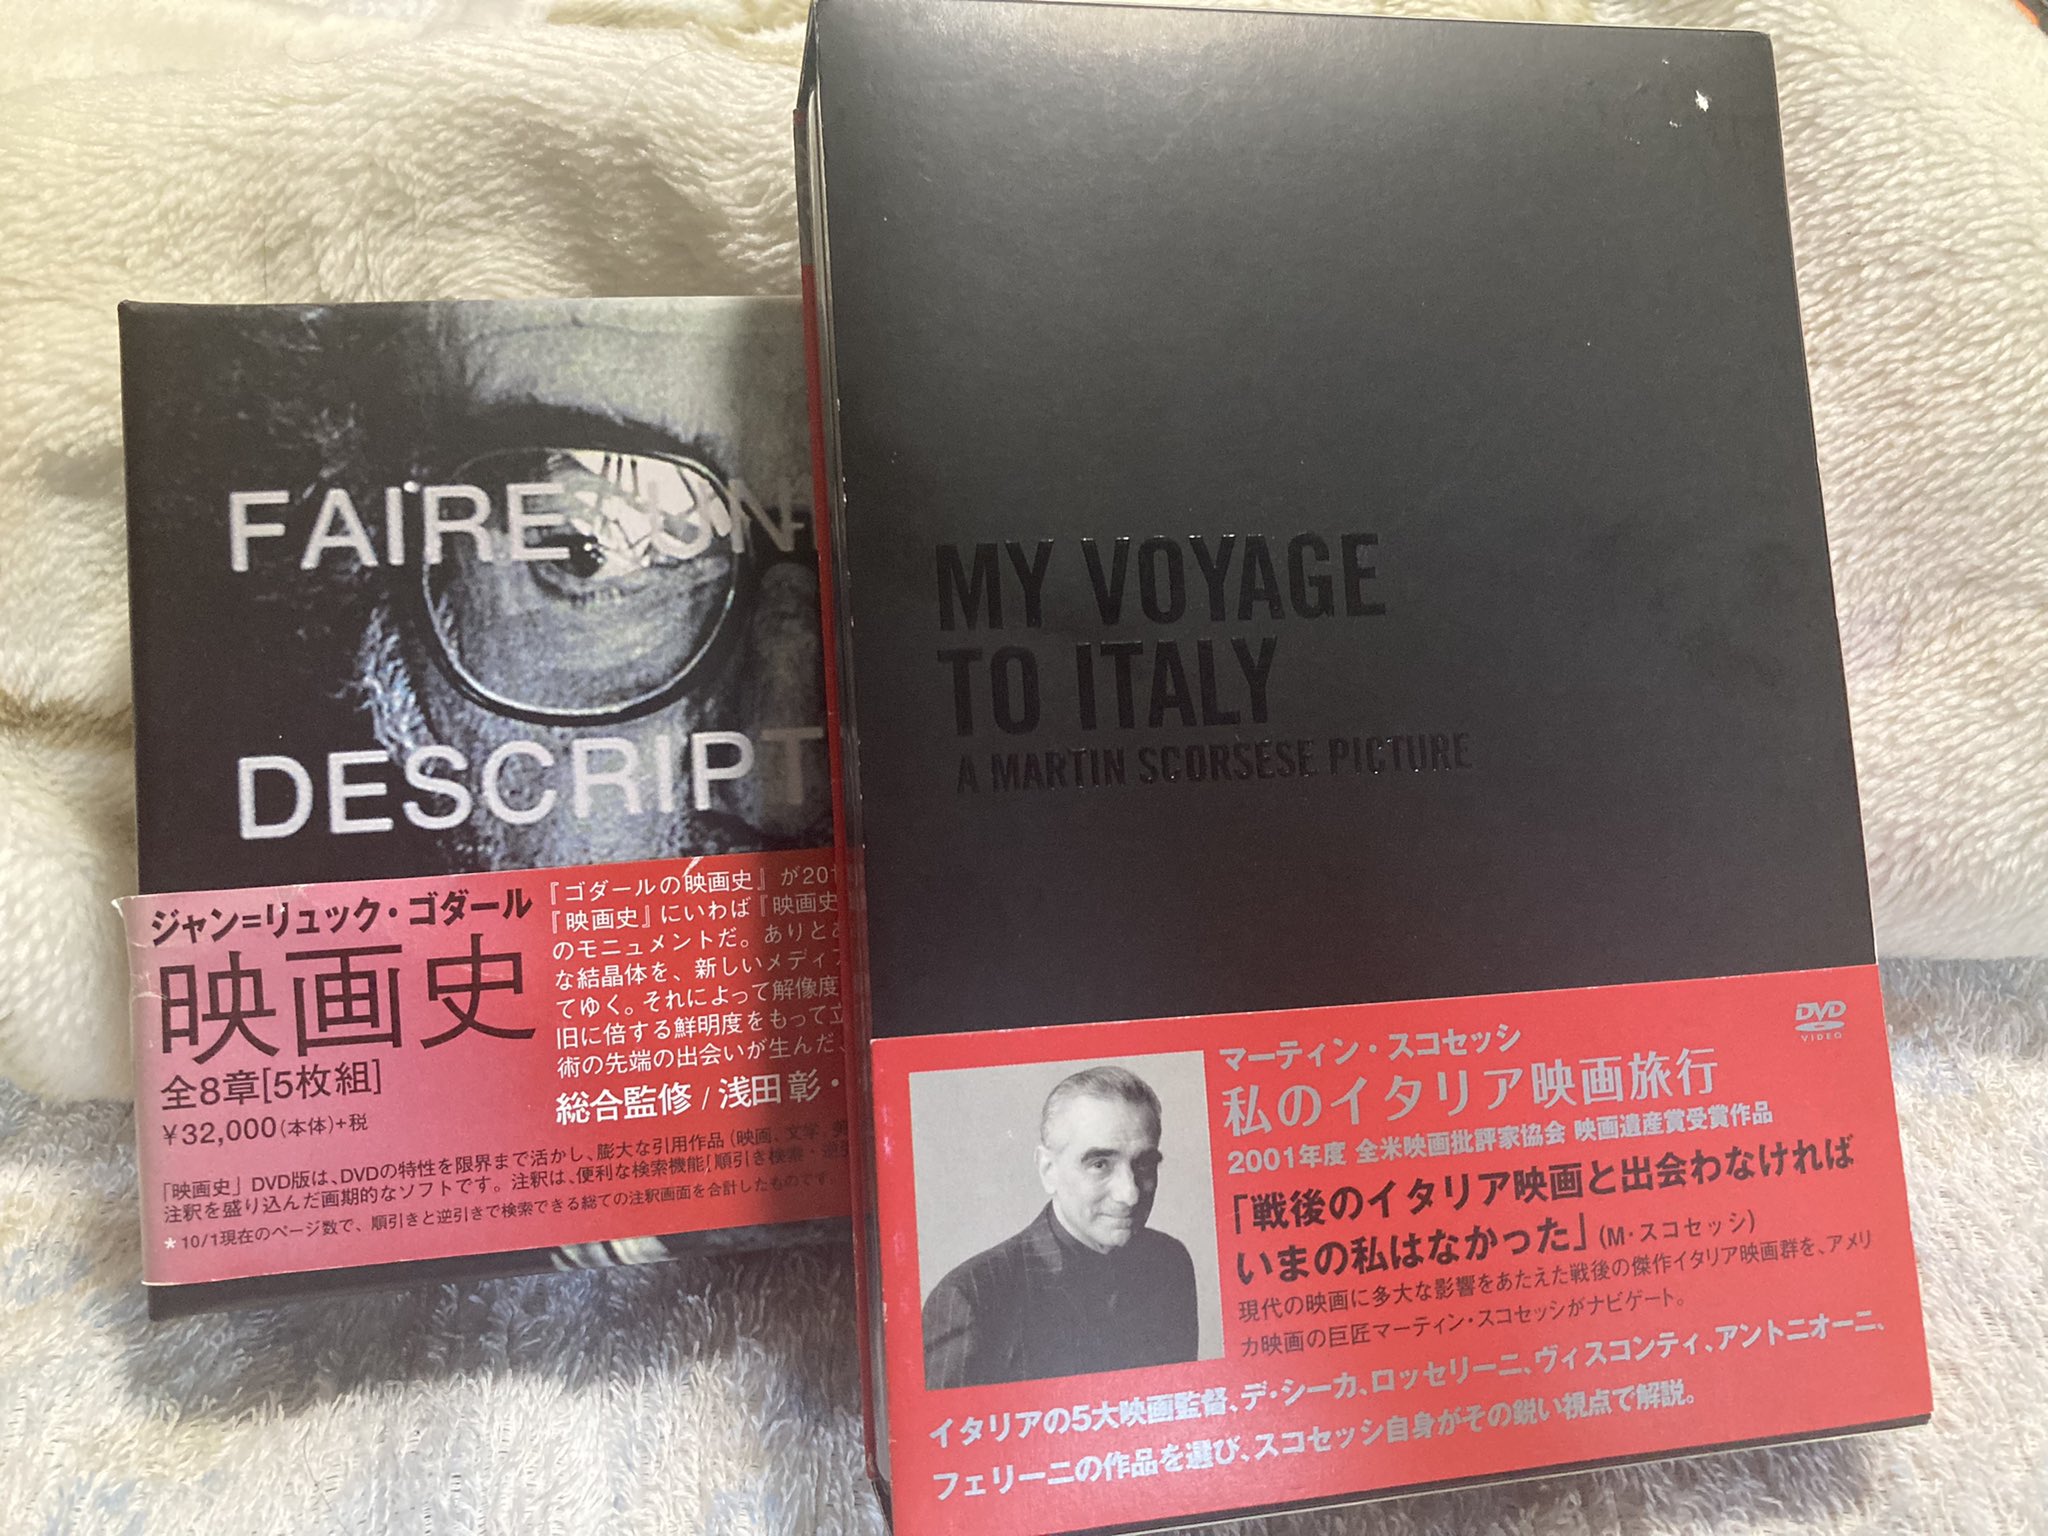 FAIRE UN
DESCRIPT
ジャン=リュック・ゴダール
映画史
全8章[5枚組]
¥32,000(本体)+税
『ゴダールの映画史』が20
『映画史』にいわば『映画史
のモニュメントだ。ありとあ
な結晶体を、新しいメディア
てゆく。それによって解像度
旧に倍する鮮明度をもって立
術の先端の出会いが生んだ、
総合監修/浅田彰・
「映画史」DVD版は、DVDの特性を限界まで活かし、膨大な引用作品(映画、文学、美
注釈を盛り込んだ画期的なソフトです。注釈は、便利な検索機能「順引き検索・逆引
*10/1現在のページ数で、順引きと逆引きで検索できる総ての注釈画面を合計したものです。
MY VOYAGE
TO ITALY
A MARTIN SCORSESE PICTURE
DVD
VIDEO
マーティン・スコセッシ
私のイタリア映画旅行
2001年度 全米映画批評家協会 映画遺産賞受賞作品
「戦後のイタリア映画と出会わなければ
いまの私はなかった」(M・スコセッシ)
現代の映画に多大な影響をあたえた戦後の傑作イタリア映画群を、アメリ
カ映画の巨匠マーティン・スコセッシがナビゲート。
イタリアの5大映画監督、デ・シーカ、ロッセリーニ、ヴィスコンティ、アントニオーニ、
フェリーニの作品を選び、スコセッシ自身がその鋭い視点で解説。